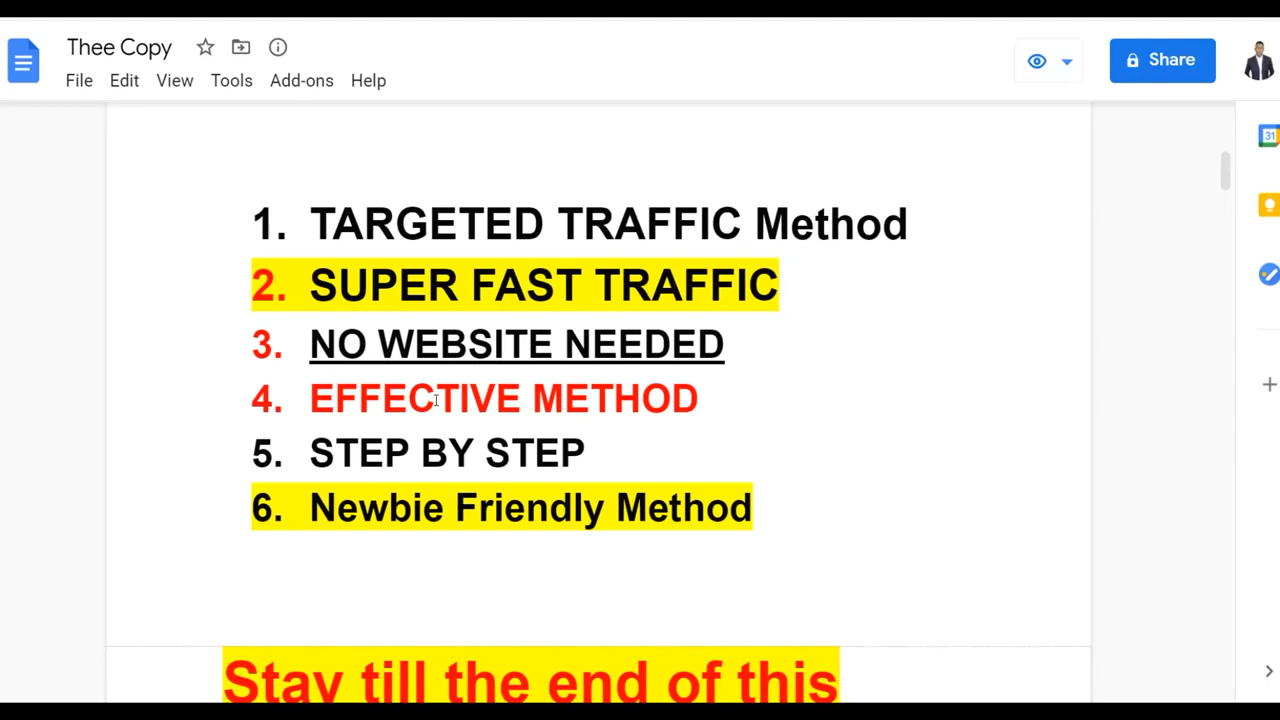 Thee Copy
File Edit View Tools Add-ons Help
Share
31
1. TARGETED TRAFFIC Method
2. SUPER FAST TRAFFIC
3. NO WEBSITE NEEDED
4. EFFECTIVE METHOD
5. STEP BY STEP
6. Newbie Friendly Method
Stay till the end of this